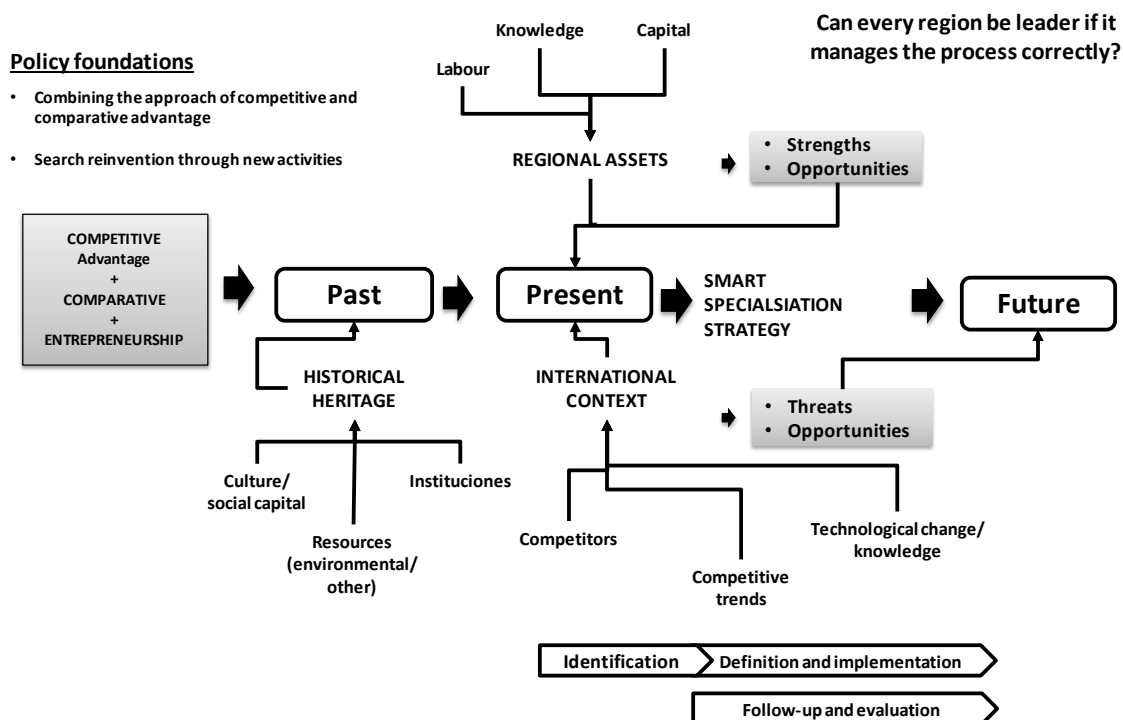 Can every region be leader if it
manages the process correctly?
Policy foundations
• Combining the approach of competitive and
comparative advantage
• Search reinvention through new activities
Knowledge
Capital
Labour
REGIONAL ASSETS
• Strengths
• Opportunities
COMPETITIVE
Advantage
+
COMPARATIVE
+
ENTREPRENEURSHIP
Past
Present
SMART
SPECIALSIATION
STRATEGY
Future
HISTORICAL
HERITAGE
INTERNATIONAL
CONTEXT
• Threats
• Opportunities
Culture/
social capital
Instituciones
Resources
(environmental/
other)
Competitors
Competitive
trends
Technological change/
knowledge
Identification
Definition and implementation
Follow-up and evaluation